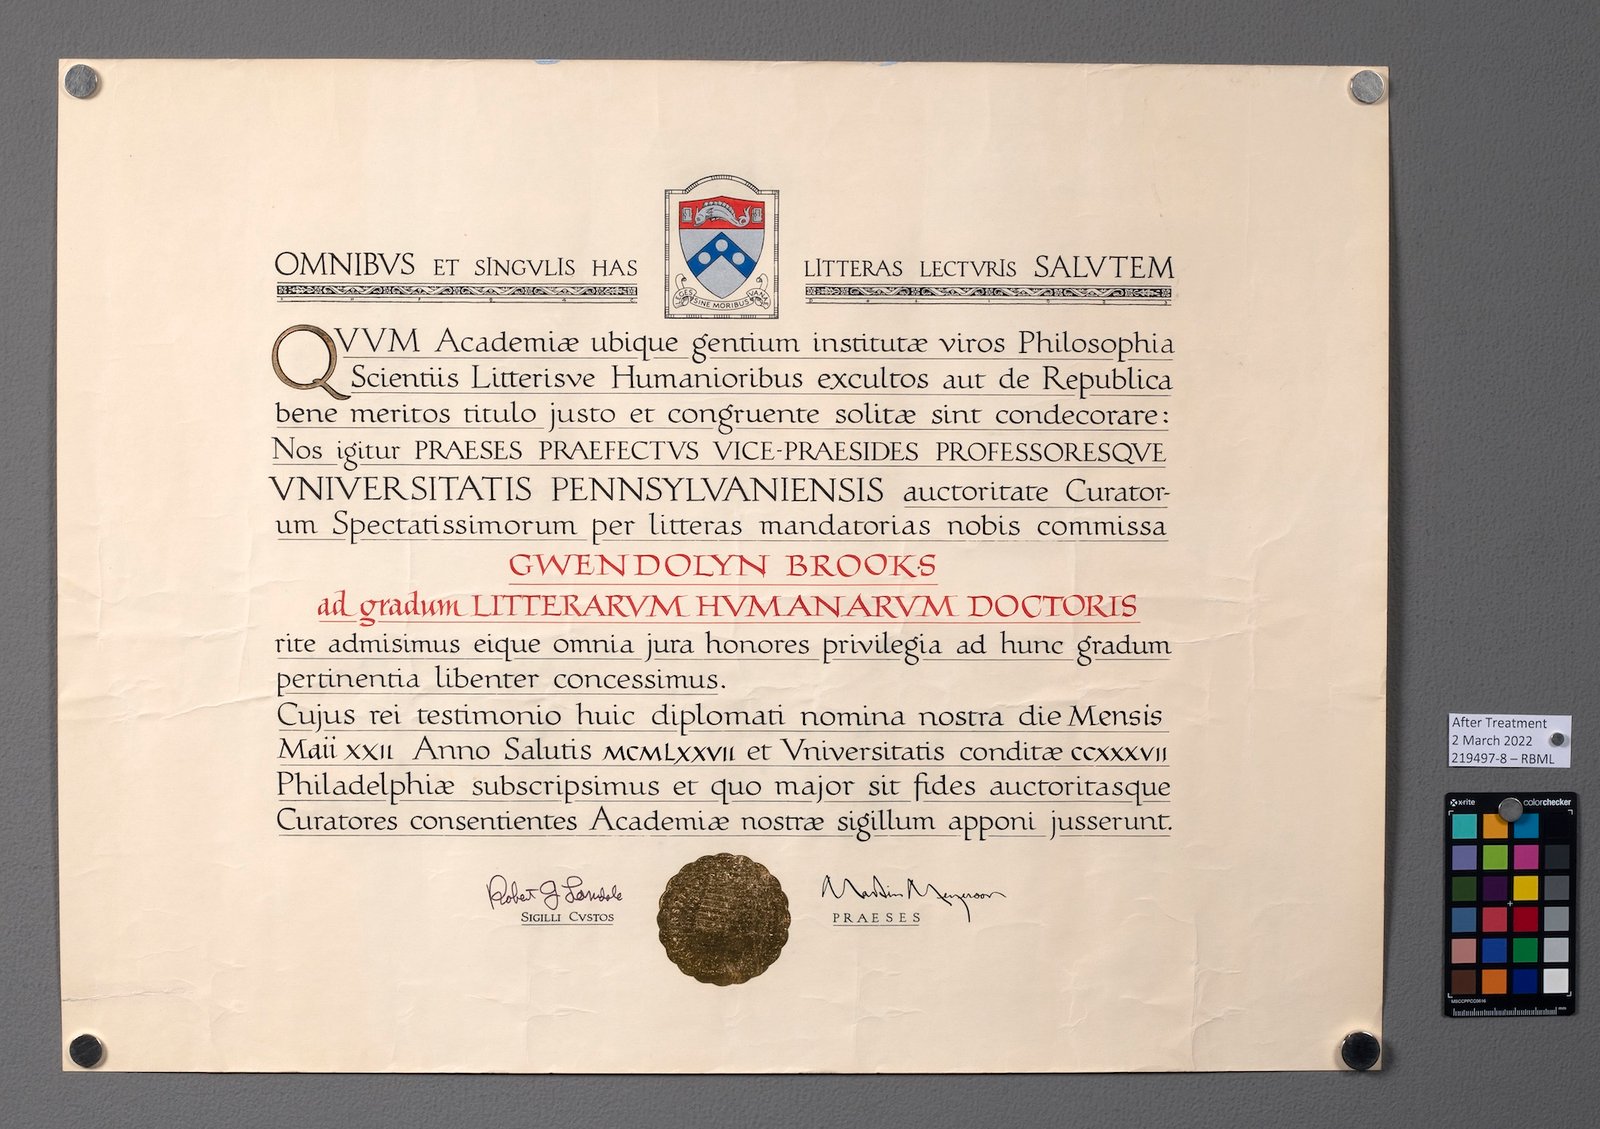 OMNIBVS ET SINGVLIS HAS LITTERAS LECTVRIS SALVTEM
SINE MORIBUS VANAE
QVVM Academiæ ubique gentium institutæ viros Philosophia
Scientiis Litterisve Humanioribus excultos aut de Republica
bene meritos titulo justo et congruente solitæ sint condecorare:
Nos igitur PRAESES PRAEFECTVS VICE-PRAESIDES PROFESSORESQVE
VNIVERSITATIS PENNSYLVANIENSIS auctoritate Curator-
um Spectatissimorum per litteras mandatorias nobis commissa
GWENDOLYN BROOKS
ad gradum LITTERARVM HVMANARVM DOCTORIS
rite admisimus eique omnia jura honores privilegia ad hunc gradum
pertinentia libenter concessimus.
Cujus rei testimonio huic diplomati nomina nostra die Mensis
Maii XXII Anno Salutis MCMLXXVII et Vniversitatis conditæ CCXXXVII
Philadelphiæ subscripsimus et quo major sit fides auctoritasque
Curatores consentientes Academiæ nostræ sigillum apponi jusserunt.
Robert G Martin Meyerson
SIGILLI CVSTOS PRAESES
After Treatment
2 March 2022
219497-8 – RBML
x-rite colorchecker
MSCCPPCC0616
mm